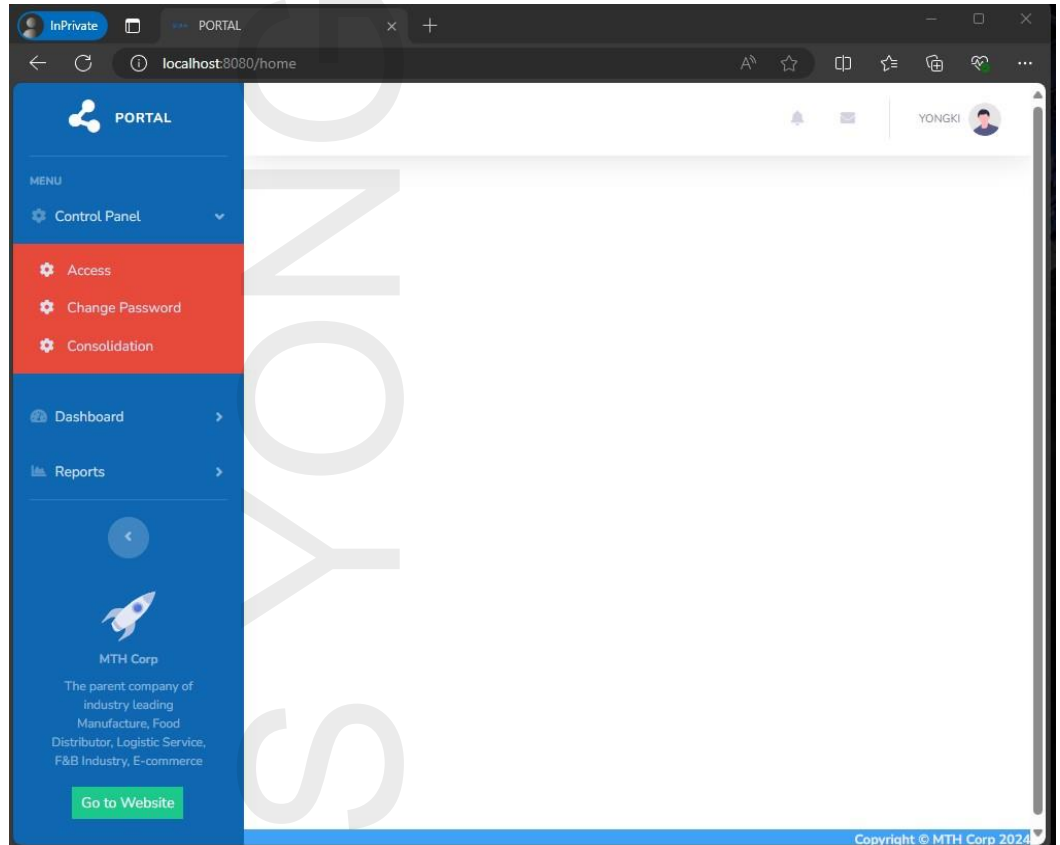 InPrivate
PORTAL
localhost:8080/home
PORTAL
YONGKI
MENU
Control Panel
Access
Change Password
Consolidation
Dashboard
Reports
MTH Corp
The parent company of
industry leading
Manufacture, Food
Distributor, Logistic Service,
F&B Industry, E-commerce
Go to Website
Copyright © MTH Corp 2024
S YONG